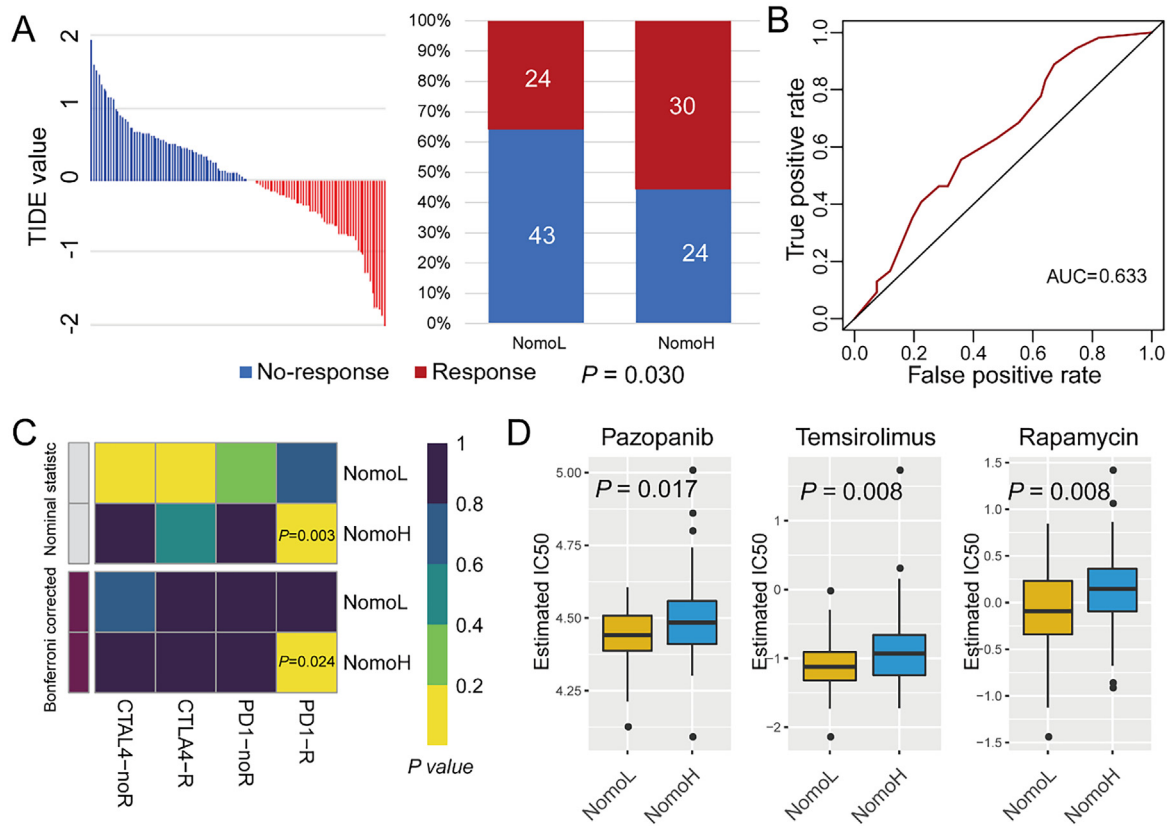 A
TIDE value
2
1
0
-1
-2
100%
90%
80%
70%
60%
50%
40%
30%
20%
10%
0%
24
43
30
24
NomoL
NomoH
No-response
Response
P = 0.030
B
True positive rate
1.0
0.8
0.6
0.4
0.2
0.0
AUC=0.633
0.0 0.2 0.4 0.6 0.8 1.0
False positive rate
C
Nominal statistc
Bonferroni corrected
NomoL
P=0.003
NomoH
NomoL
P=0.024
NomoH
CTAL4-noR
CTLA4-R
PD1-noR
PD1-R
1
0.8
0.6
0.4
0.2
P value
D
Pazopanib
P = 0.017
Estimated IC50
5.00
4.75
4.50
4.25
NomoL
NomoH
Temsirolimus
P = 0.008
Estimated IC50
1
0
-1
-2
NomoL
NomoH
Rapamycin
P = 0.008
Estimated IC50
1.5
1.0
0.5
0.0
-0.5
-1.0
-1.5
NomoL
NomoH